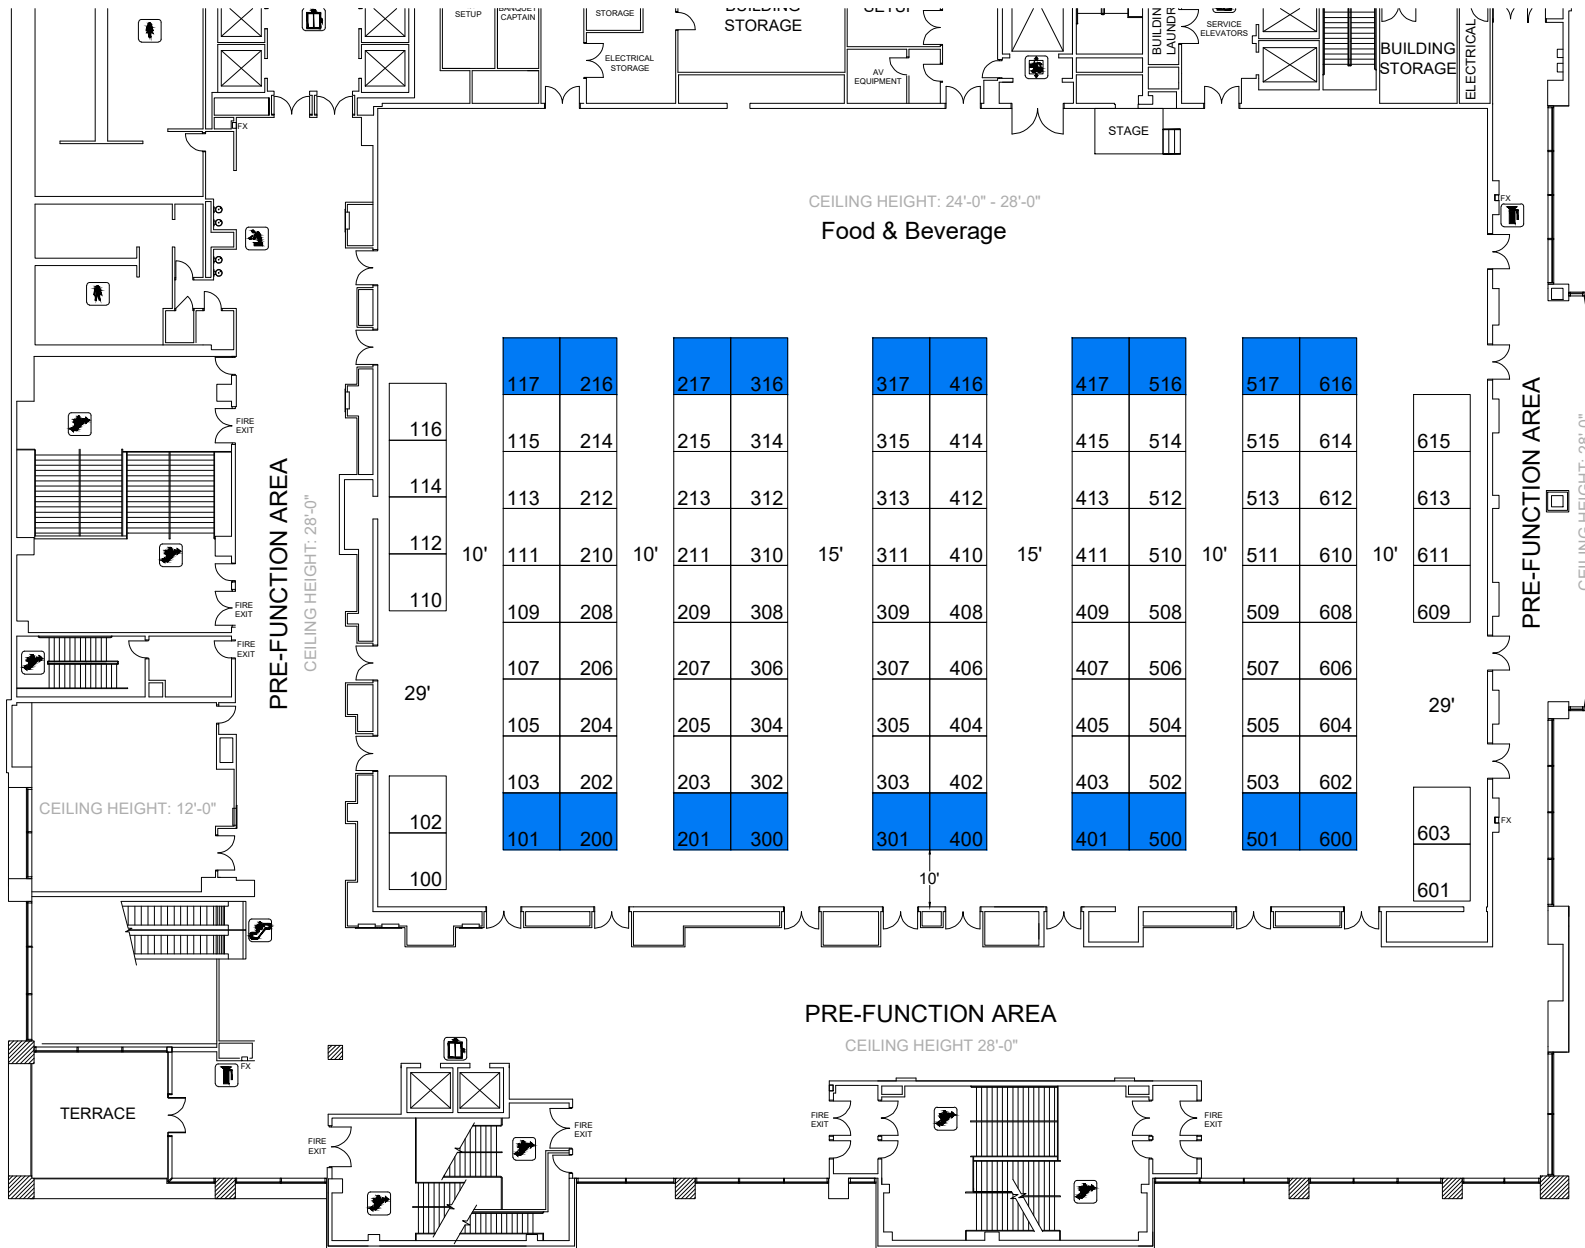 SETUP
BANQUET
CAPTAIN
STORAGE
BUILDING
STORAGE
SETUP
ELECTRICAL
STORAGE
AV
EQUIPMENT
BUILDING
LAUNDRY
SERVICE
ELEVATORS
BUILDING
STORAGE
ELECTRICAL
FX
STAGE
CEILING HEIGHT: 24'-0" - 28'-0"
Food & Beverage
FX
117 216 217 316 317 416 417 516 517 616
116 115 214 215 314 315 414 415 514 515 614 615
FIRE
EXIT
114 113 212 213 312 313 412 413 512 513 612 613
112 10' 111 210 10' 211 310 15' 311 410 15' 411 510 10' 511 610 10' 611
110 109 208 209 308 309 408 409 508 509 608 609
FIRE
EXIT
FIRE
EXIT
PRE-FUNCTION AREA
CEILING HEIGHT: 28'-0"
PRE-FUNCTION AREA
CEILING HEIGHT: 28'-0"
107 206 207 306 307 406 407 506 507 606
29' 29'
105 204 205 304 305 404 405 504 505 604
103 202 203 302 303 402 403 502 503 602
CEILING HEIGHT: 12'-0"
102 101 200 201 300 301 400 401 500 501 600 603
FX
100 10' 601
PRE-FUNCTION AREA
CEILING HEIGHT 28'-0"
FX
TERRACE
FIRE
EXIT
FIRE
EXIT
FIRE
EXIT
FIRE
EXIT